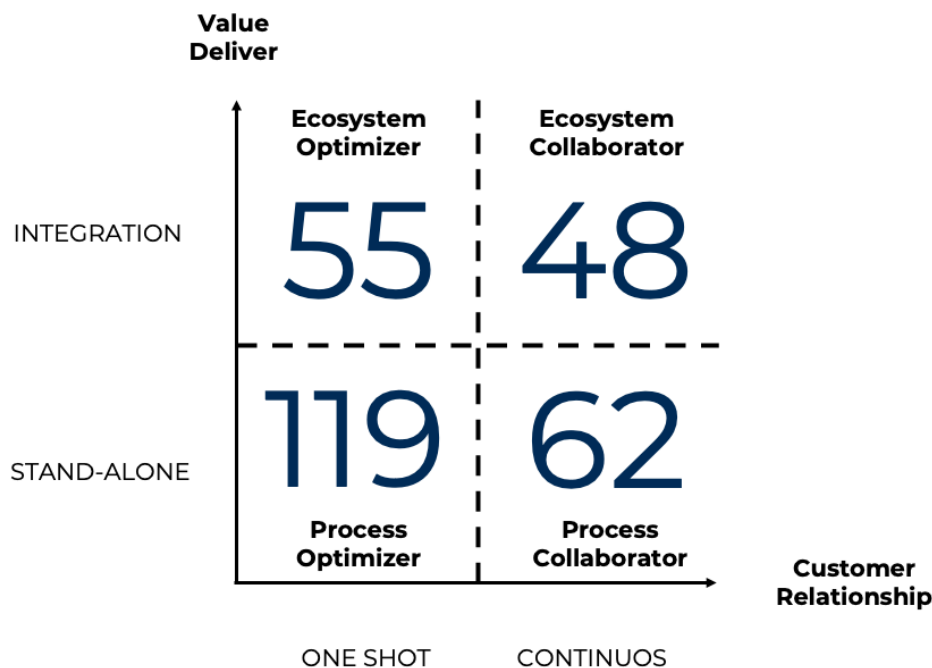 Value
Deliver
Ecosystem
Optimizer
Ecosystem
Collaborator
INTEGRATION
55
48
119
62
STAND-ALONE
Process
Optimizer
Process
Collaborator
Customer
Relationship
ONE SHOT
CONTINUOS